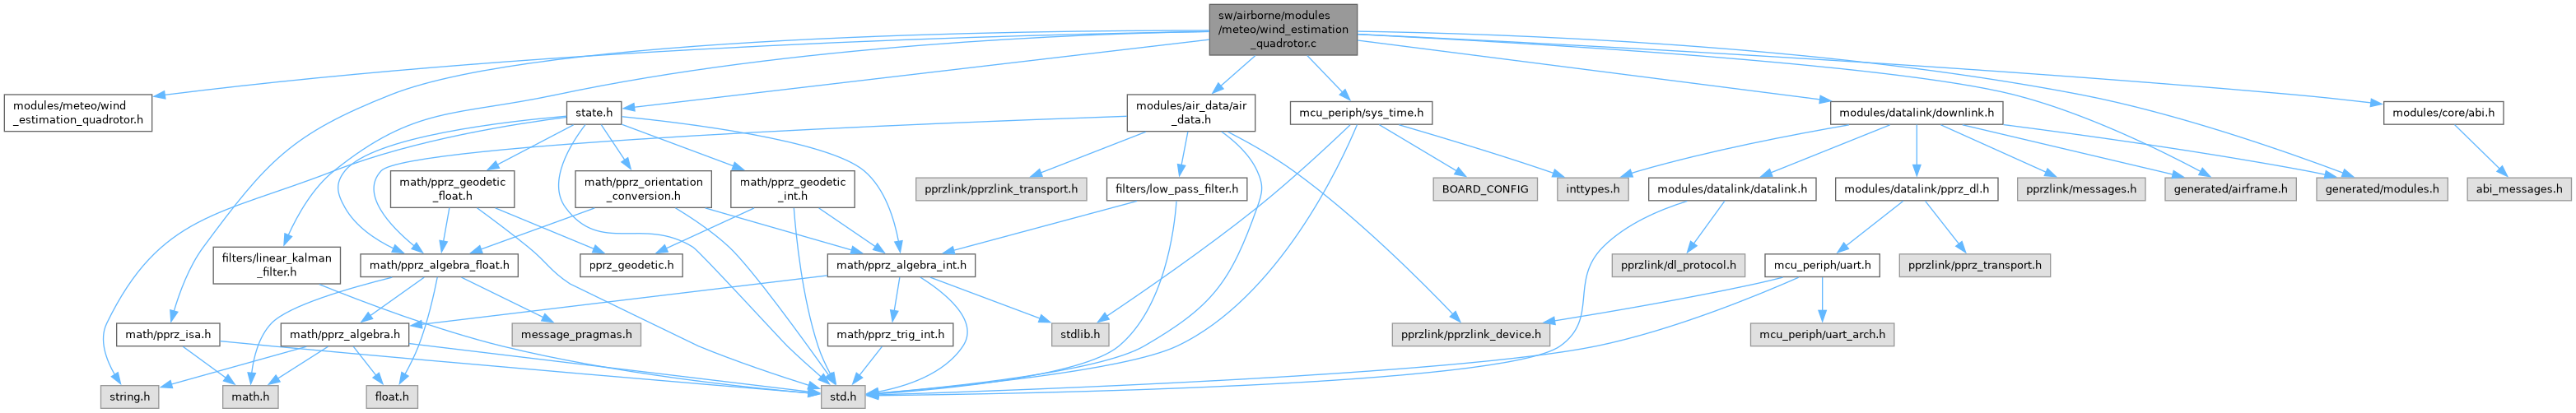 sw/airborne/modules
/meteo/wind_estimation
_quadrotor.c
modules/meteo/wind
_estimation_quadrotor.h
state.h
modules/air_data/air
_data.h
mcu_periph/sys_time.h
modules/datalink/downlink.h
modules/core/abi.h
math/pprz_geodetic
_float.h
math/pprz_orientation
_conversion.h
math/pprz_geodetic
_int.h
pprzlink/pprzlink_transport.h
filters/low_pass_filter.h
BOARD_CONFIG
inttypes.h
modules/datalink/datalink.h
modules/datalink/pprz_dl.h
pprzlink/messages.h
generated/airframe.h
generated/modules.h
abi_messages.h
filters/linear_kalman
_filter.h
math/pprz_algebra_float.h
pprz_geodetic.h
math/pprz_algebra_int.h
pprzlink/dl_protocol.h
mcu_periph/uart.h
pprzlink/pprz_transport.h
math/pprz_isa.h
math/pprz_algebra.h
message_pragmas.h
math/pprz_trig_int.h
stdlib.h
pprzlink/pprzlink_device.h
mcu_periph/uart_arch.h
string.h
math.h
float.h
std.h